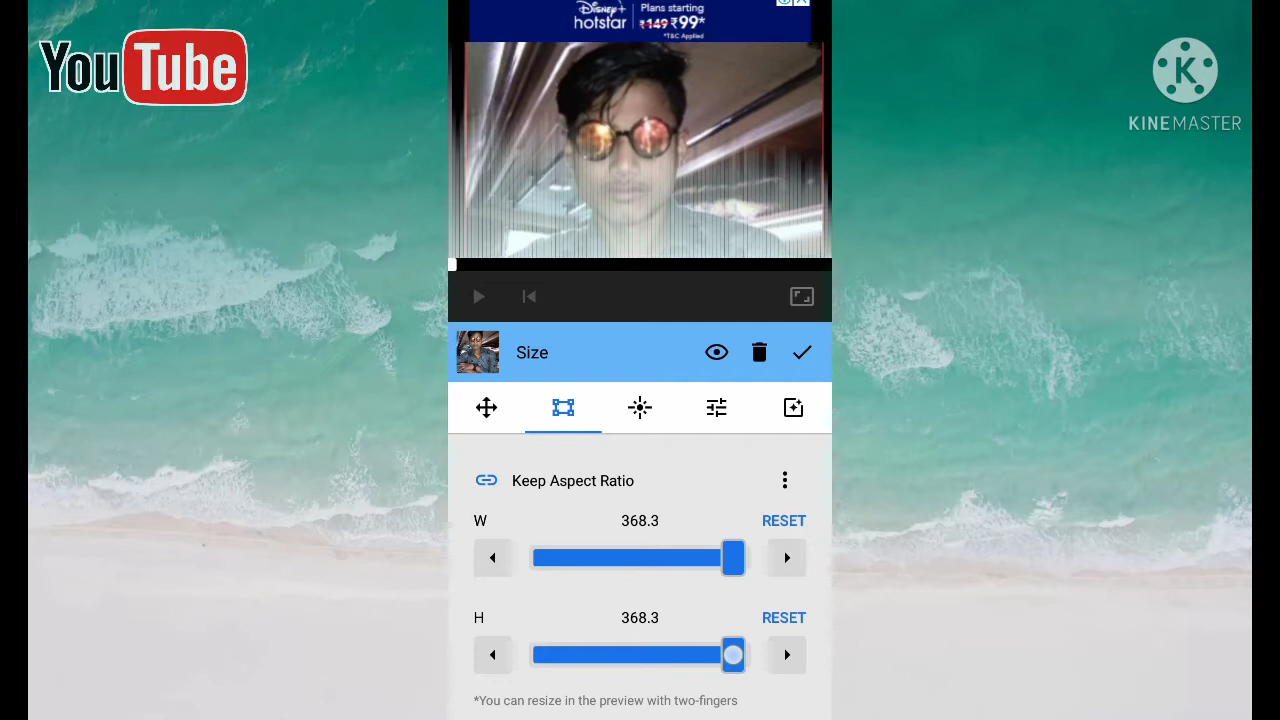 YouTube
KINEMASTER
K
Disney+
hotstar
Plans starting
₹149 ₹99*
*T&C Applied
Size
Keep Aspect Ratio
W 368.3 RESET
H 368.3 RESET
*You can resize in the preview with two-fingers